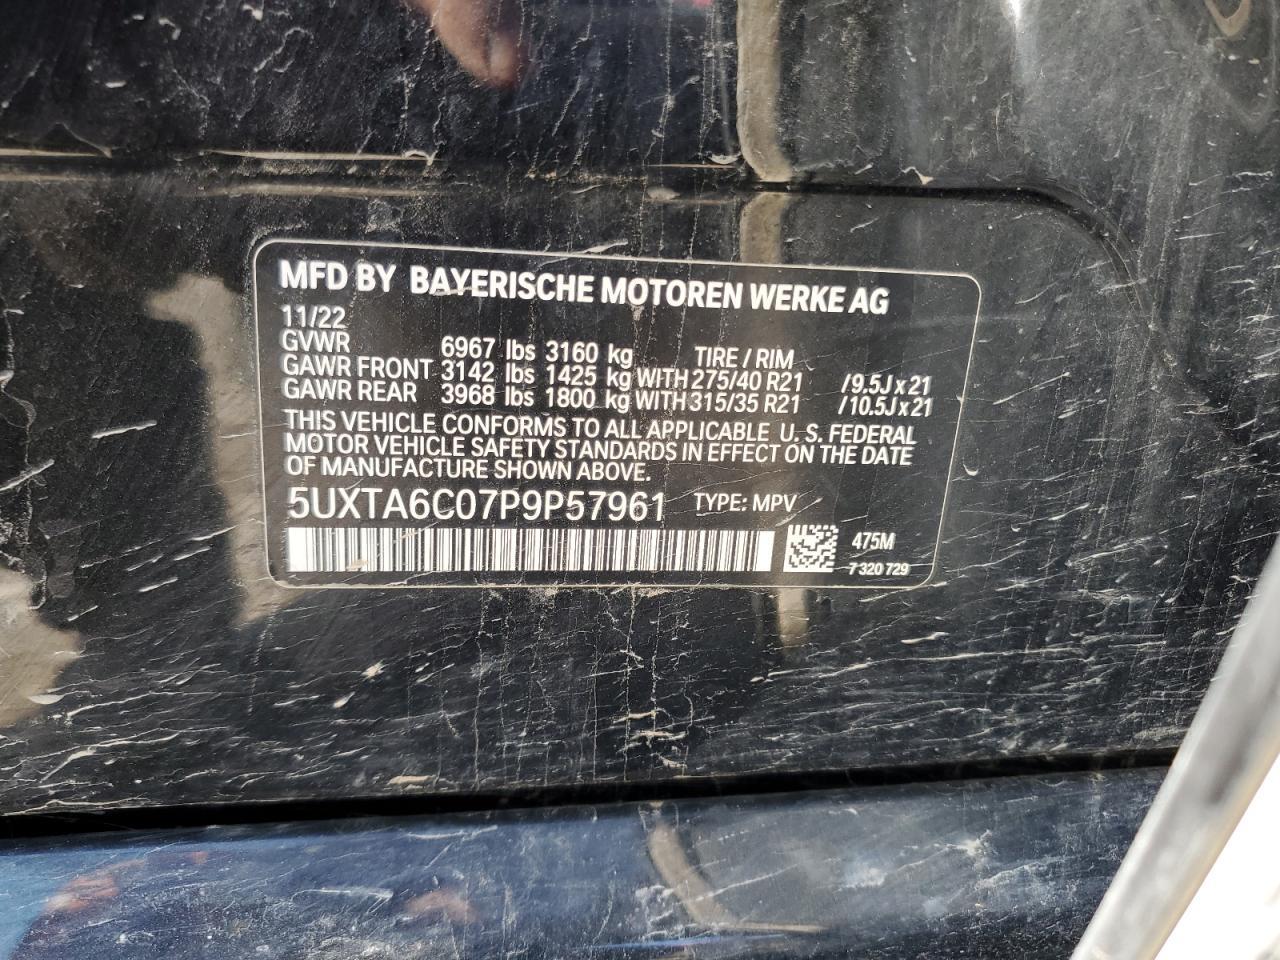 MFD BY BAYERISCHE MOTOREN WERKE AG
11/22
GVWR 6967 lbs 3160 kg TIRE / RIM
GAWR FRONT 3142 lbs 1425 kg WITH 275/40 R21 /9.5J x 21
GAWR REAR 3968 lbs 1800 kg WITH 315/35 R21 /10.5J x 21
THIS VEHICLE CONFORMS TO ALL APPLICABLE U.S. FEDERAL
MOTOR VEHICLE SAFETY STANDARDS IN EFFECT ON THE DATE
OF MANUFACTURE SHOWN ABOVE.
5UXTA6C07P9P57961 TYPE: MPV
475M
7 320 729